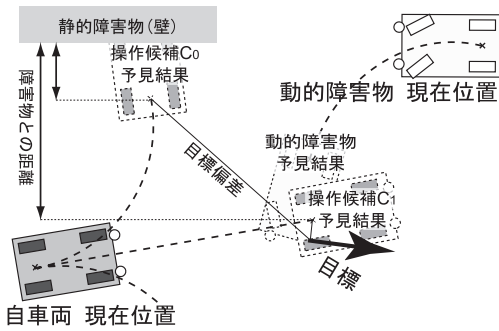 静的障害物(壁)
操作候補C0
予見結果
障害物との距離
動的障害物 現在位置
動的障害物
予見結果
目標偏差
操作候補C1
予見結果
目標
自車両 現在位置